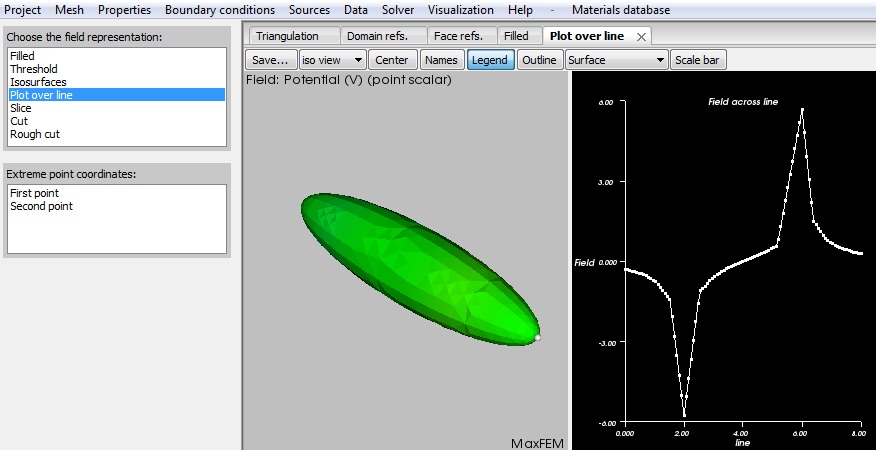 Project Mesh Properties Boundary conditions Sources Data Solver Visualization Help - Materials database
Choose the field representation:
Filled
Threshold
Isosurfaces
Plot over line
Slice
Cut
Rough cut
Extreme point coordinates:
First point
Second point
Triangulation Domain refs. Face refs. Filled Plot over line
Save... iso view Center Names Legend Outline Surface Scale bar
Field: Potential (V) (point scalar)
MaxFEM
Field across line
6.00
3.00
Field 0.000
-3.00
-6.00
0.000 2.00 4.00 6.00 8.00
line